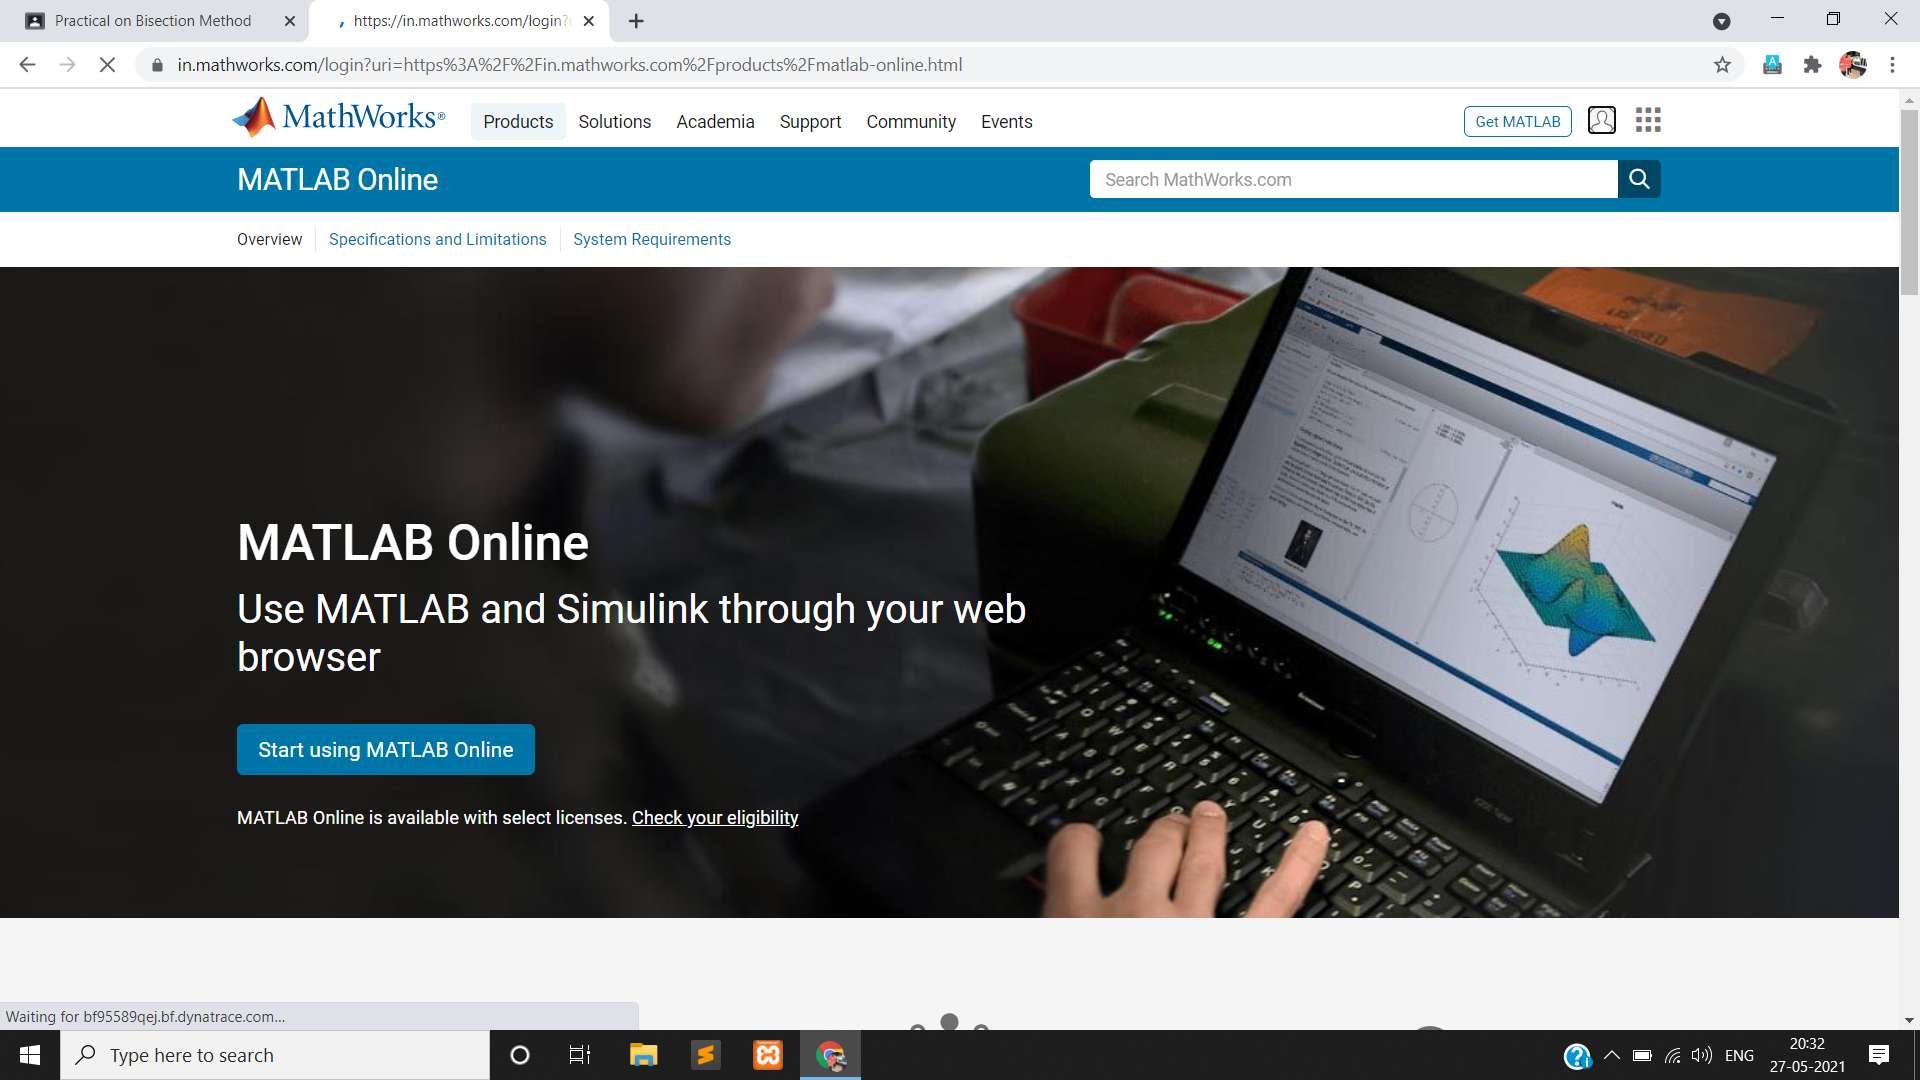 Practical on Bisection Method
https://in.mathworks.com/login?
in.mathworks.com/login?uri=https%3A%2F%2Fin.mathworks.com%2Fproducts%2Fmatlab-online.html
MathWorks®
Products
Solutions
Academia
Support
Community
Events
Get MATLAB
MATLAB Online
Search MathWorks.com
Overview
Specifications and Limitations
System Requirements
MATLAB Online
Use MATLAB and Simulink through your web
browser
Start using MATLAB Online
MATLAB Online is available with select licenses. Check your eligibility
Waiting for bf95589qej.bf.dynatrace.com...
Type here to search
ENG
20:32
27-05-2021